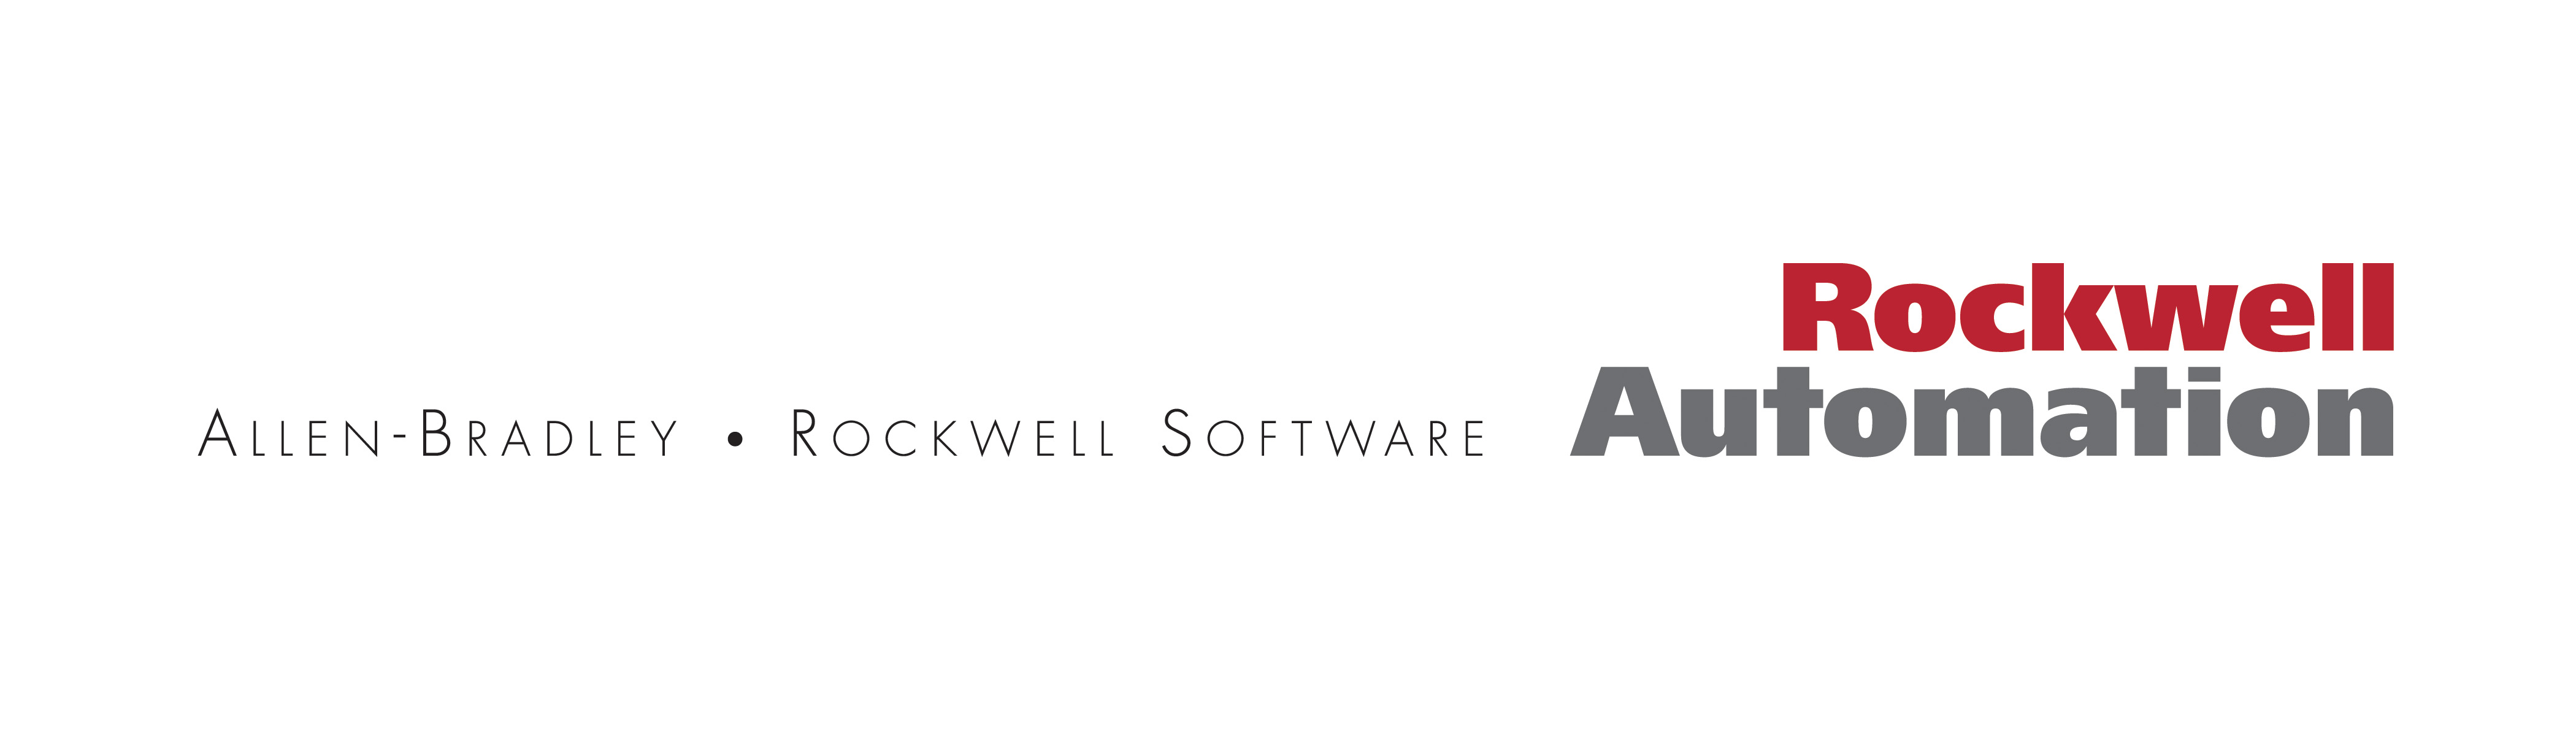 Rockwell
ALLEN-BRADLEY • ROCKWELL SOFTWARE Automation